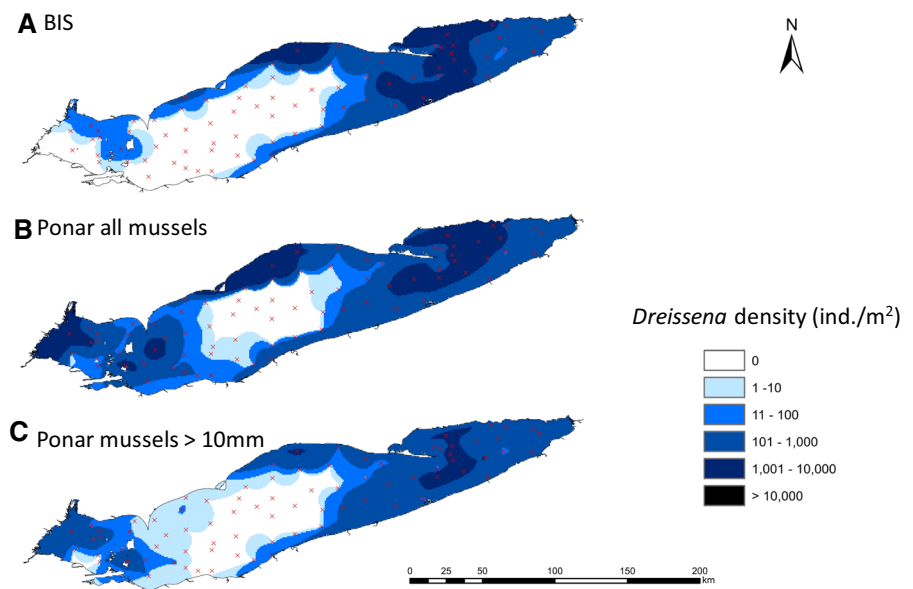 A BIS
N
B Ponar all mussels
Dreissena density (ind./m²)
0
1 -10
11 - 100
101 - 1,000
1,001 - 10,000
> 10,000
C Ponar mussels > 10mm
0 25 50 100 150 200
km